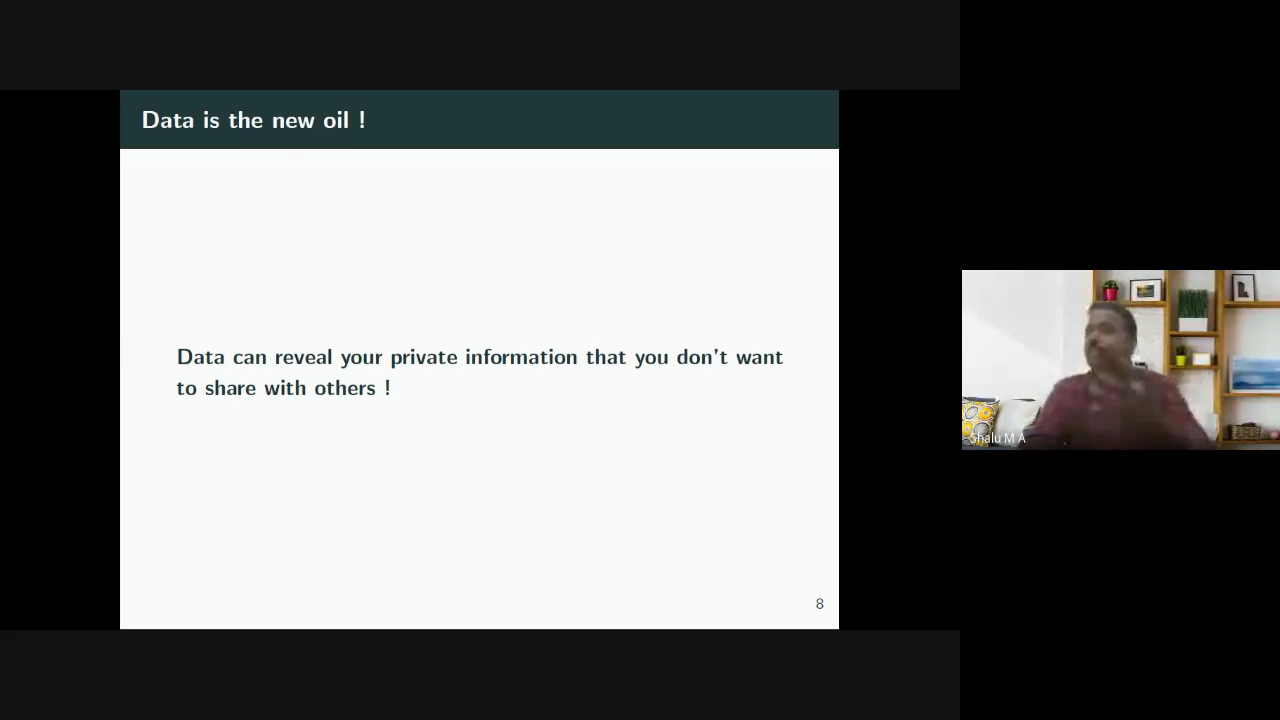 Data is the new oil !
Data can reveal your private information that you don't want
to share with others !
8
Shalu M A